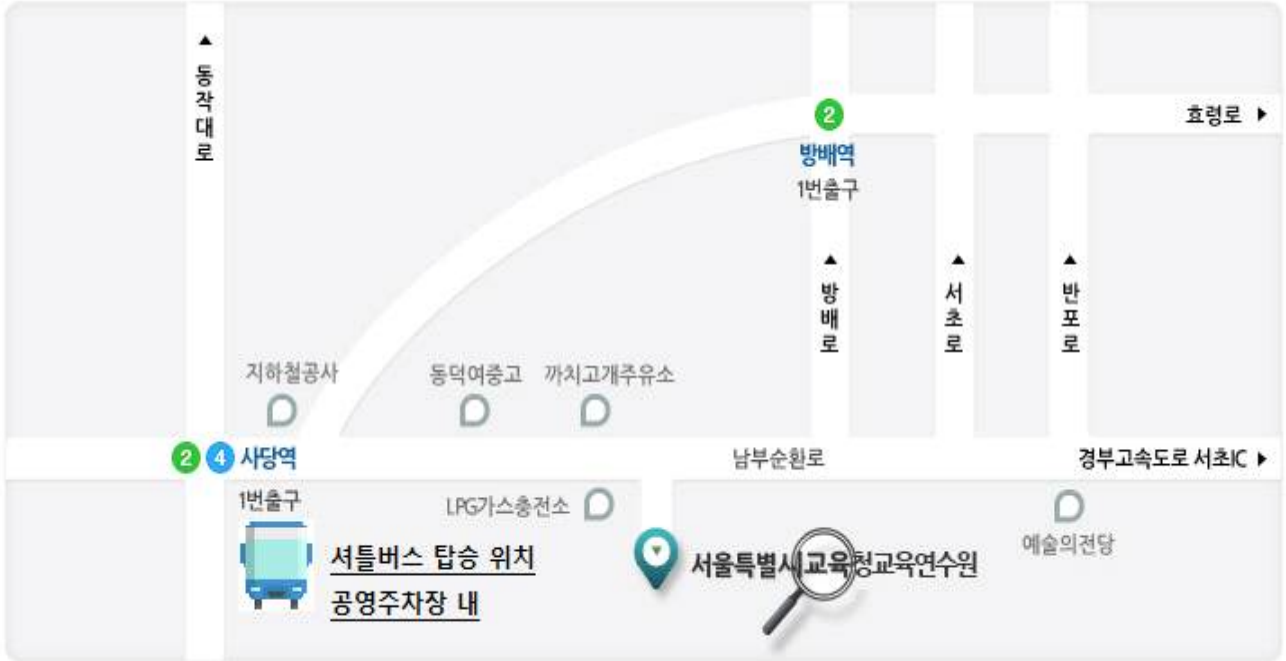 ▲ 동작대로
2
효령로 ▶
방배역
1번출구
▲ 방배로
▲ 서초로
▲ 반포로
지하철공사
동덕여중고
까치고개주유소
2 4 사당역
남부순환로
경부고속도로 서초IC ▶
1번출구
LPG가스충전소
예술의전당
셔틀버스 탑승 위치
공영주차장 내
서울특별시교육청교육연수원